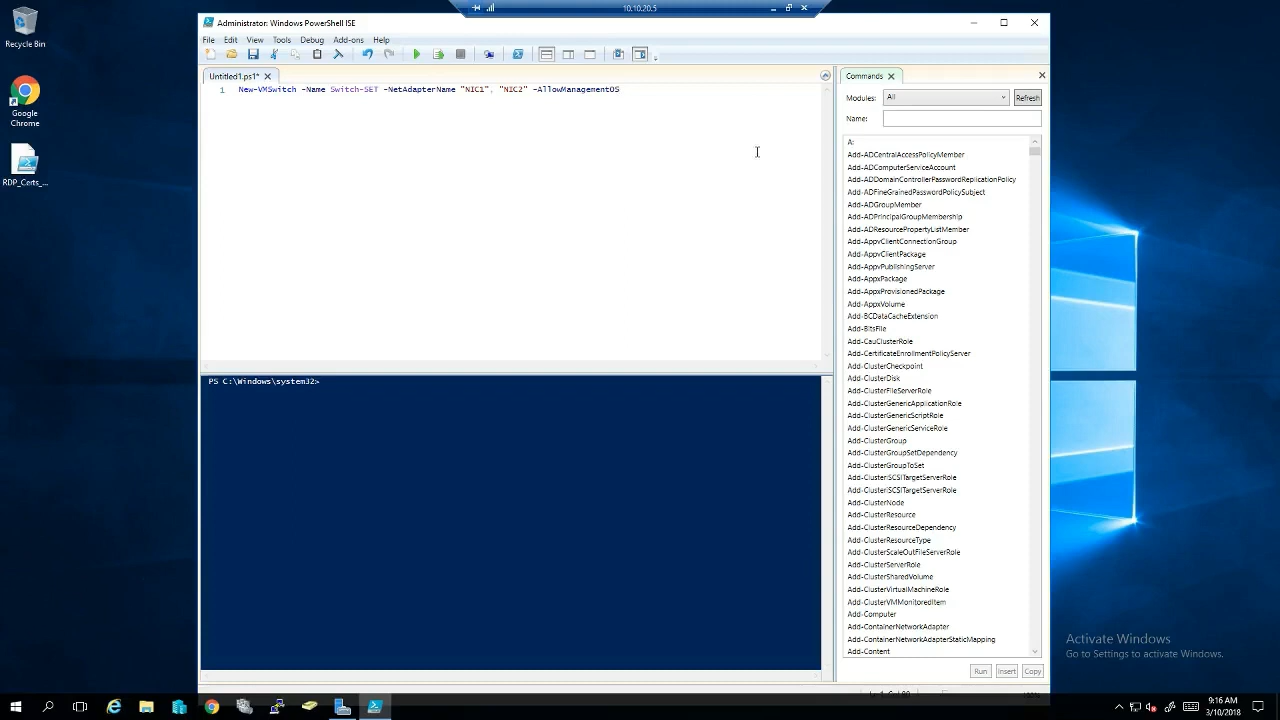 10.10.20.5
Recycle Bin
Google
Chrome
RDP_Certs_...
Administrator: Windows PowerShell ISE
File Edit View Tools Debug Add-ons Help
Untitled1.ps1*
1 New-VMSwitch -Name Switch-SET -NetAdapterName "NIC1", "NIC2" -AllowManagementOS
PS C:\Windows\system32>
Commands
Modules: All Refresh
Name:
A:
Add-ADCentralAccessPolicyMember
Add-ADComputerServiceAccount
Add-ADDomainControllerPasswordReplicationPolicy
Add-ADFineGrainedPasswordPolicySubject
Add-ADGroupMember
Add-ADPrincipalGroupMembership
Add-ADResourcePropertyListMember
Add-AppvClientConnectionGroup
Add-AppvClientPackage
Add-AppvPublishingServer
Add-AppxPackage
Add-AppxProvisionedPackage
Add-AppxVolume
Add-BCDataCacheExtension
Add-BitsFile
Add-CauClusterRole
Add-CertificateEnrollmentPolicyServer
Add-ClusterCheckpoint
Add-ClusterDisk
Add-ClusterFileServerRole
Add-ClusterGenericApplicationRole
Add-ClusterGenericScriptRole
Add-ClusterGenericServiceRole
Add-ClusterGroup
Add-ClusterGroupSetDependency
Add-ClusterGroupToSet
Add-ClusteriSCSITargetServerRole
Add-ClusteriSCSITargetServerRole
Add-ClusterNode
Add-ClusterResource
Add-ClusterResourceDependency
Add-ClusterResourceType
Add-ClusterScaleOutFileServerRole
Add-ClusterServerRole
Add-ClusterSharedVolume
Add-ClusterVirtualMachineRole
Add-ClusterVMMonitoredItem
Add-Computer
Add-ContainerNetworkAdapter
Add-ContainerNetworkAdapterStaticMapping
Add-Content
Run Insert Copy
Activate Windows
Go to Settings to activate Windows.
9:16 AM
3/10/2018